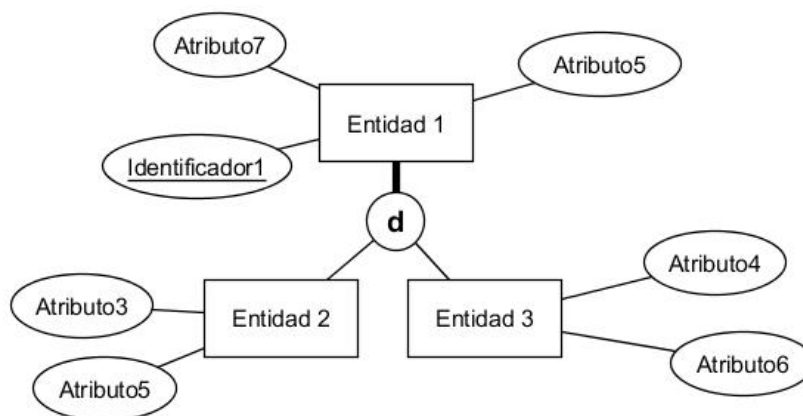 Atributo7
Atributo5
Entidad 1
Identificador1
d
Atributo4
Atributo3
Entidad 2
Entidad 3
Atributo5
Atributo6